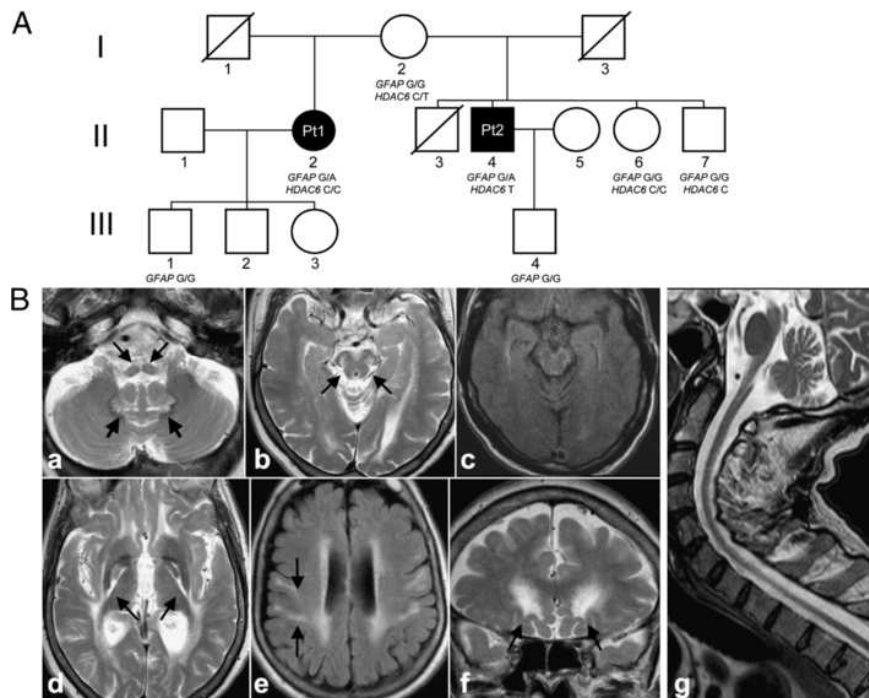 A
I
1
2
3
GFAP G/G
HDAC6 C/T
II
Pt1
Pt2
1
2
3
4
5
6
7
GFAP G/A
HDAC6 C/C
GFAP G/A
HDAC6 T
GFAP G/G
HDAC6 C/C
GFAP G/G
HDAC6 C
III
1
2
3
4
GFAP G/G
GFAP G/G
B
a
b
c
d
e
f
g